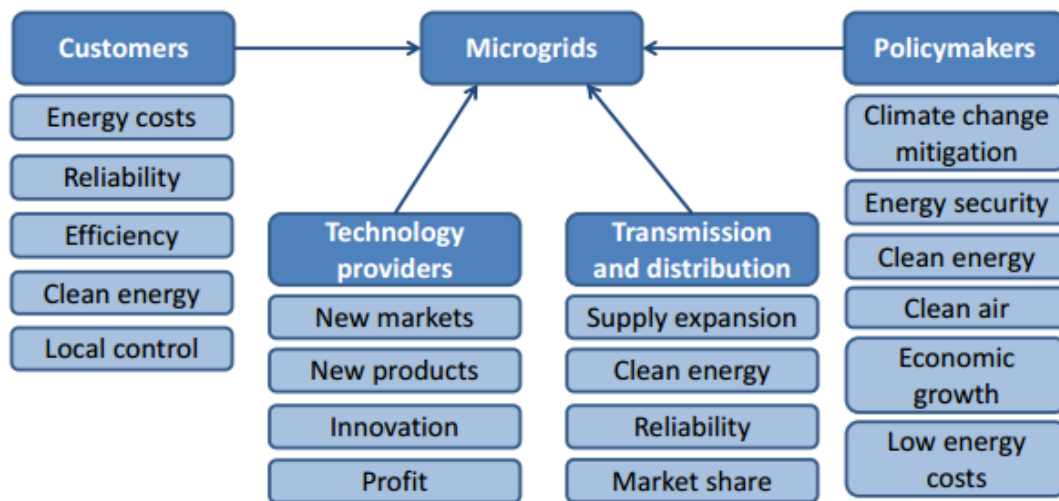 Customers
Microgrids
Policymakers
Energy costs
Reliability
Efficiency
Clean energy
Local control
Technology
providers
New markets
New products
Innovation
Profit
Transmission
and distribution
Supply expansion
Clean energy
Reliability
Market share
Climate change
mitigation
Energy security
Clean energy
Clean air
Economic
growth
Low energy
costs